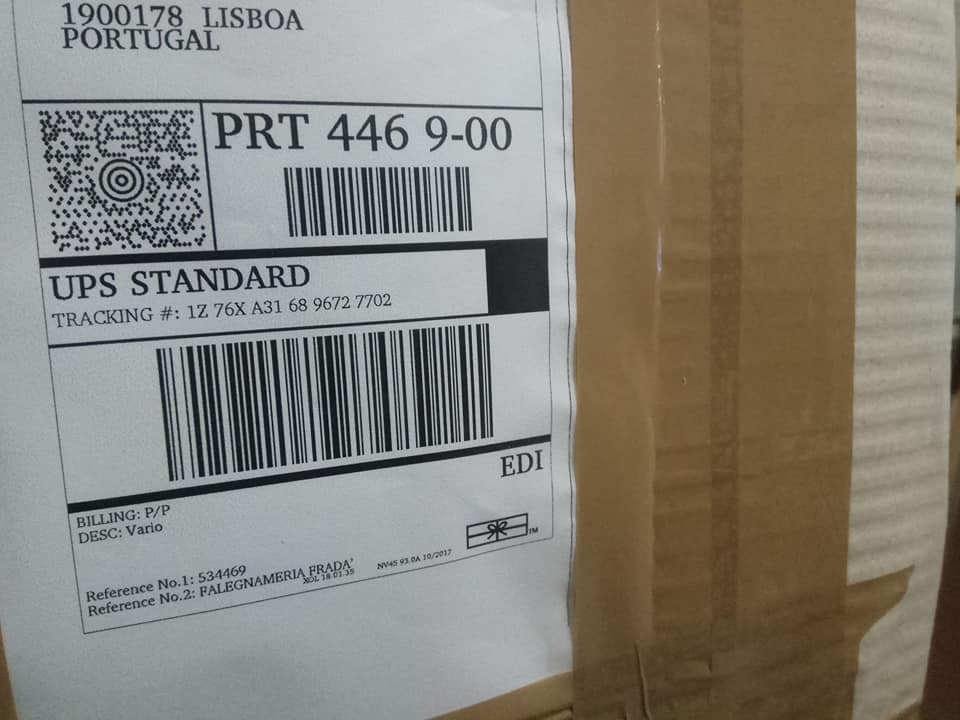 1900178 LISBOA
PORTUGAL
PRT 446 9-00
UPS STANDARD
TRACKING #: 1Z 76X A31 68 9672 7702
EDI
BILLING: P/P
DESC: Vario
TM
Reference No.1: 534469
Reference No.2: FALEGNAMERIA FRADA'
XOL 18.01.35
NV45 93.0A 10/2017